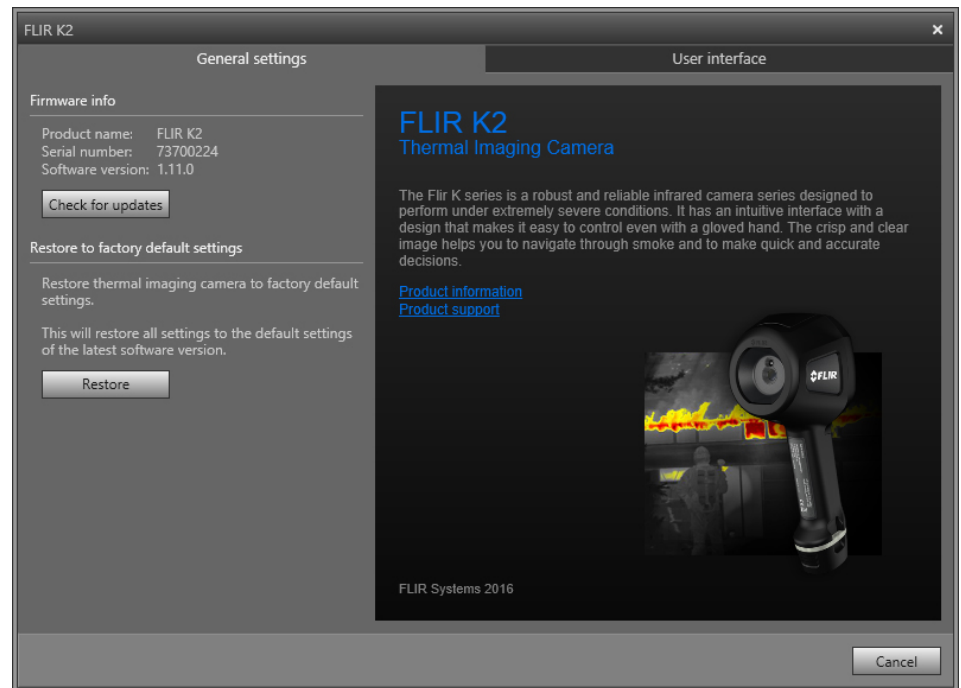 FLIR K2
General settings
User interface
Firmware info
Product name: FLIR K2
Serial number: 73700224
Software version: 1.11.0
Check for updates
Restore to factory default settings
Restore thermal imaging camera to factory default
settings.
This will restore all settings to the default settings
of the latest software version.
Restore
FLIR K2
Thermal Imaging Camera
The Flir K series is a robust and reliable infrared camera series designed to
perform under extremely severe conditions. It has an intuitive interface with a
design that makes it easy to control even with a gloved hand. The crisp and clear
image helps you to navigate through smoke and to make quick and accurate
decisions.
Product information
Product support
FLIR
FLIR Systems 2016
Cancel